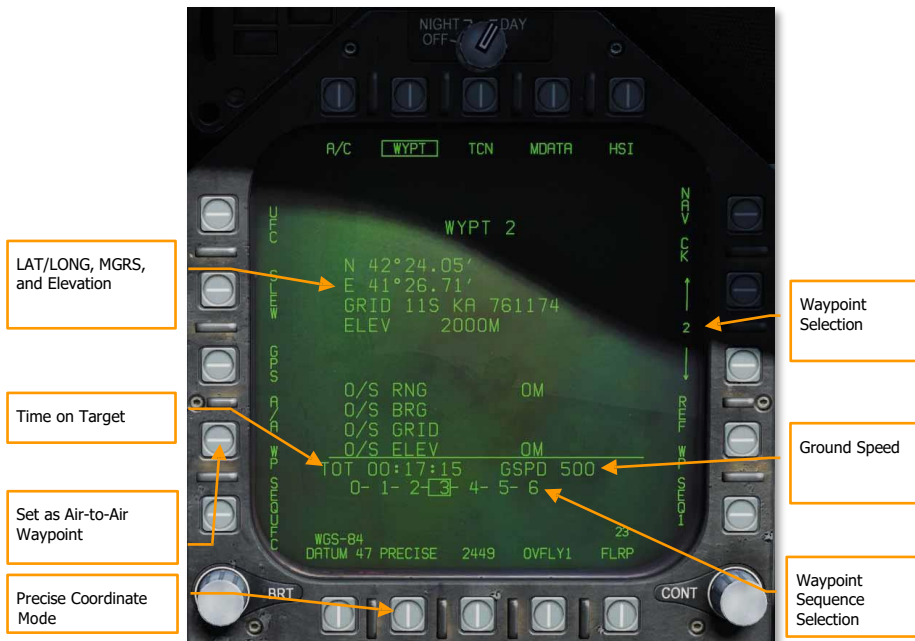 NIGHT DAY
OFF
A/C WYPT TCN MDATA HSI
UFC
SEW
GPS
A/A WP
SEQUFC
NAV CK
2
REF WP
SEQ1
WYPT 2
N 42°24.05'
E 41°26.71'
GRID 11S KA 761174
ELEV 2000M
O/S RNG 0M
O/S BRG
O/S GRID
O/S ELEV 0M
TOT 00:17:15 GSPD 500
0- 1- 2- 3- 4- 5- 6
WGS-84 23
DATUM 47 PRECISE 2449 OVFLY1 FLRP
BRT CONT
LAT/LONG, MGRS,
and Elevation
Time on Target
Set as Air-to-Air
Waypoint
Precise Coordinate
Mode
Waypoint
Selection
Ground Speed
Waypoint
Sequence
Selection